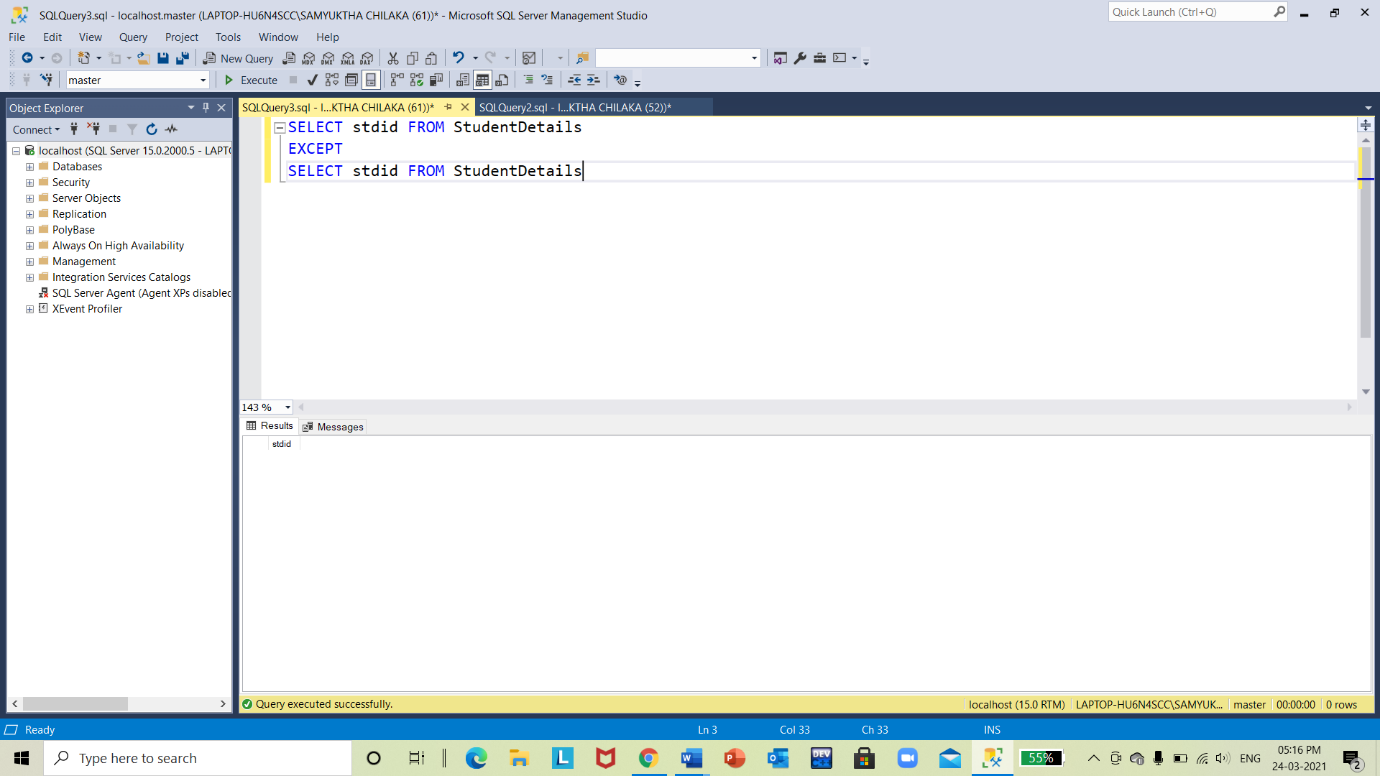 SQLQuery3.sql - localhost.master (LAPTOP-HU6N4SCC\SAMYUKTHA CHILAKA (61))* - Microsoft SQL Server Management Studio
Quick Launch (Ctrl+Q)
File Edit View Query Project Tools Window Help
New Query
master
Execute
Object Explorer
SQLQuery3.sql - l...KTHA CHILAKA (61))*
SQLQuery2.sql - l...KTHA CHILAKA (52))*
Connect
localhost (SQL Server 15.0.2000.5 - LAPT
Databases
Security
Server Objects
Replication
PolyBase
Always On High Availability
Management
Integration Services Catalogs
SQL Server Agent (Agent XPs disabled
XEvent Profiler
SELECT stdid FROM StudentDetails
EXCEPT
SELECT stdid FROM StudentDetails
143 %
Results
Messages
stdid
Query executed successfully.
localhost (15.0 RTM)
LAPTOP-HU6N4SCC\SAMYUK...
master
00:00:00
0 rows
Ready
Ln 3
Col 33
Ch 33
INS
Type here to search
55%
ENG
05:16 PM
24-03-2021
2